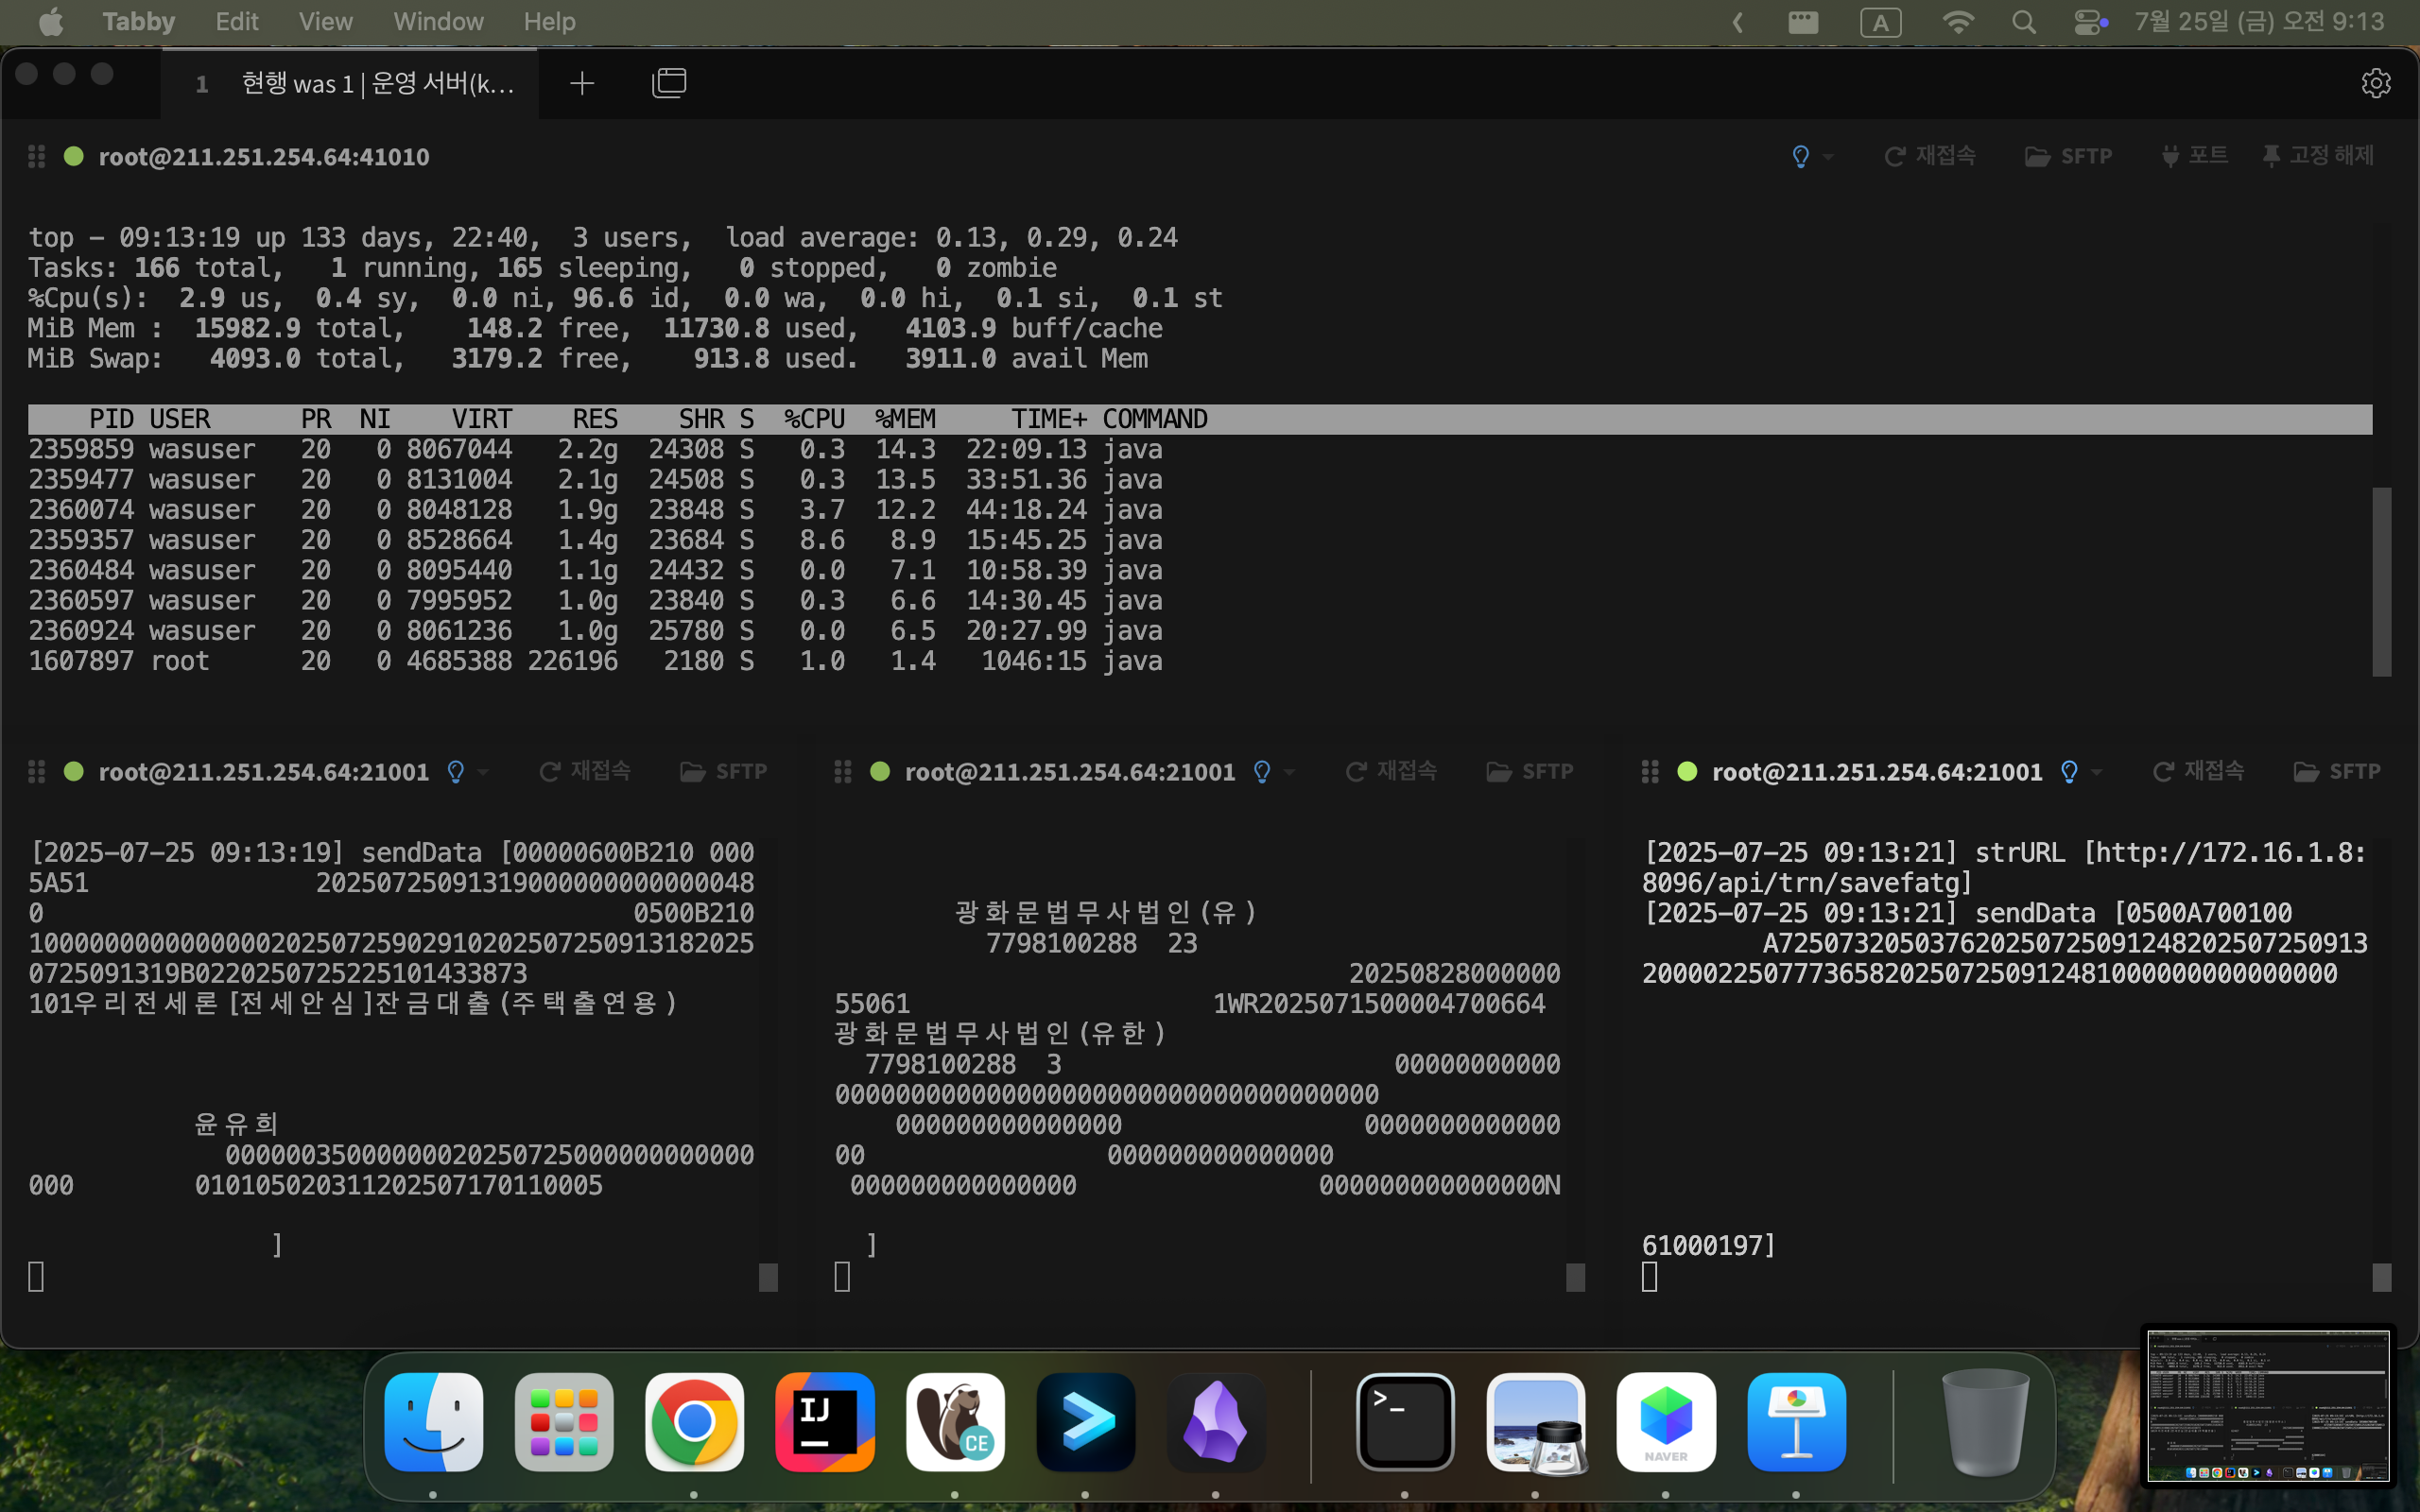 Tabby Edit View Window Help
A 7월 25일 (금) 오전 9:13
1 현행 was 1 | 운영 서버(k...
root@211.251.254.64:41010 재접속 SFTP 포트 고정 해제
top - 09:13:19 up 133 days, 22:40, 3 users, load average: 0.13, 0.29, 0.24
Tasks: 166 total, 1 running, 165 sleeping, 0 stopped, 0 zombie
%Cpu(s): 2.9 us, 0.4 sy, 0.0 ni, 96.6 id, 0.0 wa, 0.0 hi, 0.1 si, 0.1 st
MiB Mem : 15982.9 total, 148.2 free, 11730.8 used, 4103.9 buff/cache
MiB Swap: 4093.0 total, 3179.2 free, 913.8 used. 3911.0 avail Mem
PID USER PR NI VIRT RES SHR S %CPU %MEM TIME+ COMMAND
2359859 wasuser 20 0 8067044 2.2g 24308 S 0.3 14.3 22:09.13 java
2359477 wasuser 20 0 8131004 2.1g 24508 S 0.3 13.5 33:51.36 java
2360074 wasuser 20 0 8048128 1.9g 23848 S 3.7 12.2 44:18.24 java
2359357 wasuser 20 0 8528664 1.4g 23684 S 8.6 8.9 15:45.25 java
2360484 wasuser 20 0 8095440 1.1g 24432 S 0.0 7.1 10:58.39 java
2360597 wasuser 20 0 7995952 1.0g 23840 S 0.3 6.6 14:30.45 java
2360924 wasuser 20 0 8061236 1.0g 25780 S 0.0 6.5 20:27.99 java
1607897 root 20 0 4685388 226196 2180 S 1.0 1.4 1046:15 java
root@211.251.254.64:21001 재접속 SFTP
[2025-07-25 09:13:19] sendData [00000600B210 000
5A51 20250725091319000000000000048
0 0500B210
100000000000000002025072590291020250725091318 2025
0725091319B0220250725225101433873
101우리전세론 [전세안심]잔금대출(주택출연용)
윤유희
00000035000000020250725000000000000
000 010105020311202507170110005
]
root@211.251.254.64:21001 재접속 SFTP
광화문법무사법인(유)
7798100288 23
20250828000000
55061 1WR2025071500004700664
광화문법무사법인(유한)
7798100288 3 00000000000
000000000000000000000000000000000000
000000000000000 0000000000000
00 000000000000000
000000000000000 000000000000000N
]
root@211.251.254.64:21001 재접속 SFTP
[2025-07-25 09:13:21] strURL [http://172.16.1.8:
8096/api/trn/savefatg]
[2025-07-25 09:13:21] sendData [0500A700100
A725073205037620250725091248202507250913
2000022507773658202507250912481000000000000000
61000197]
IJ
CE
NAVER